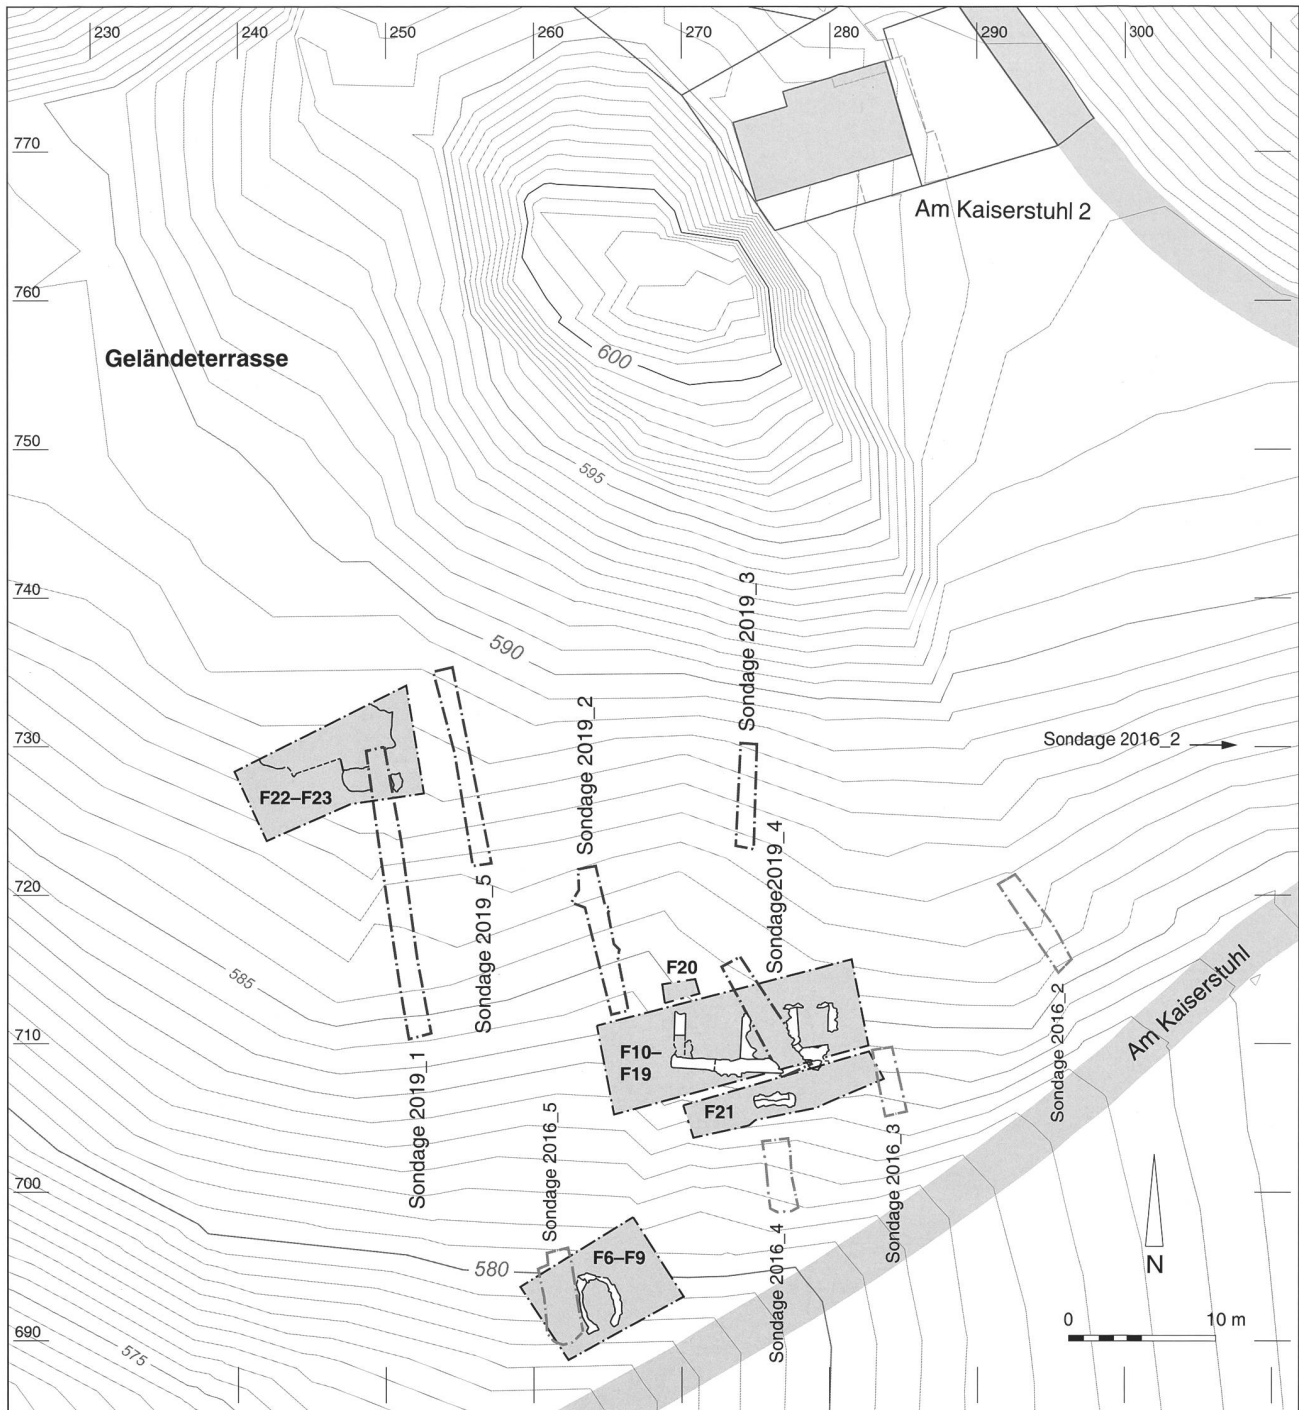 230 240 250 260 270 280 290 300
770
Am Kaiserstuhl 2
760
Geländeterrasse
600
750
595
740
Sondage 2019_3
590
Sondage 2019_2
730
Sondage 2016_2
F22–F23
Sondage2019_4
720
Sondage 2019_5
585
F20
Sondage 2016_2
Am Kaiserstuhl
710
F10–
F19
Sondage 2019_1
F21
Sondage 2016_5
Sondage 2016_3
700
Sondage 2016_4
F6–F9
580
N
0 10 m
690
575